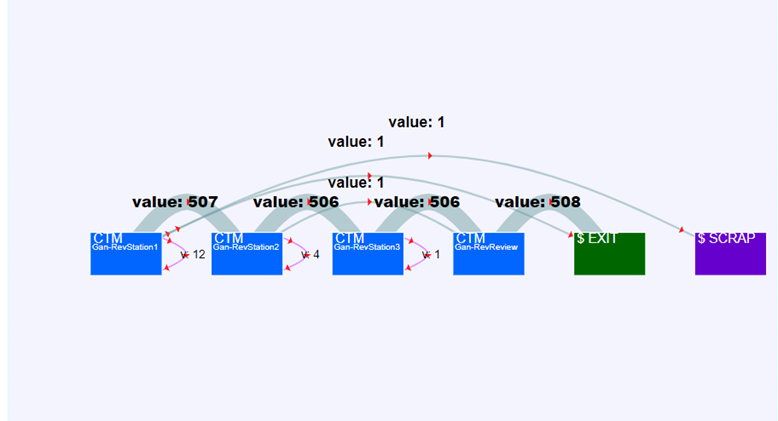 value: 1
value: 1
value: 1
value: 507
value: 506
value: 506
value: 508
CTM
Gan-RevStation1
v: 12
CTM
Gan-RevStation2
v: 4
CTM
Gan-RevStation3
v: 1
CTM
Gan-RevReview
$ EXIT
$ SCRAP